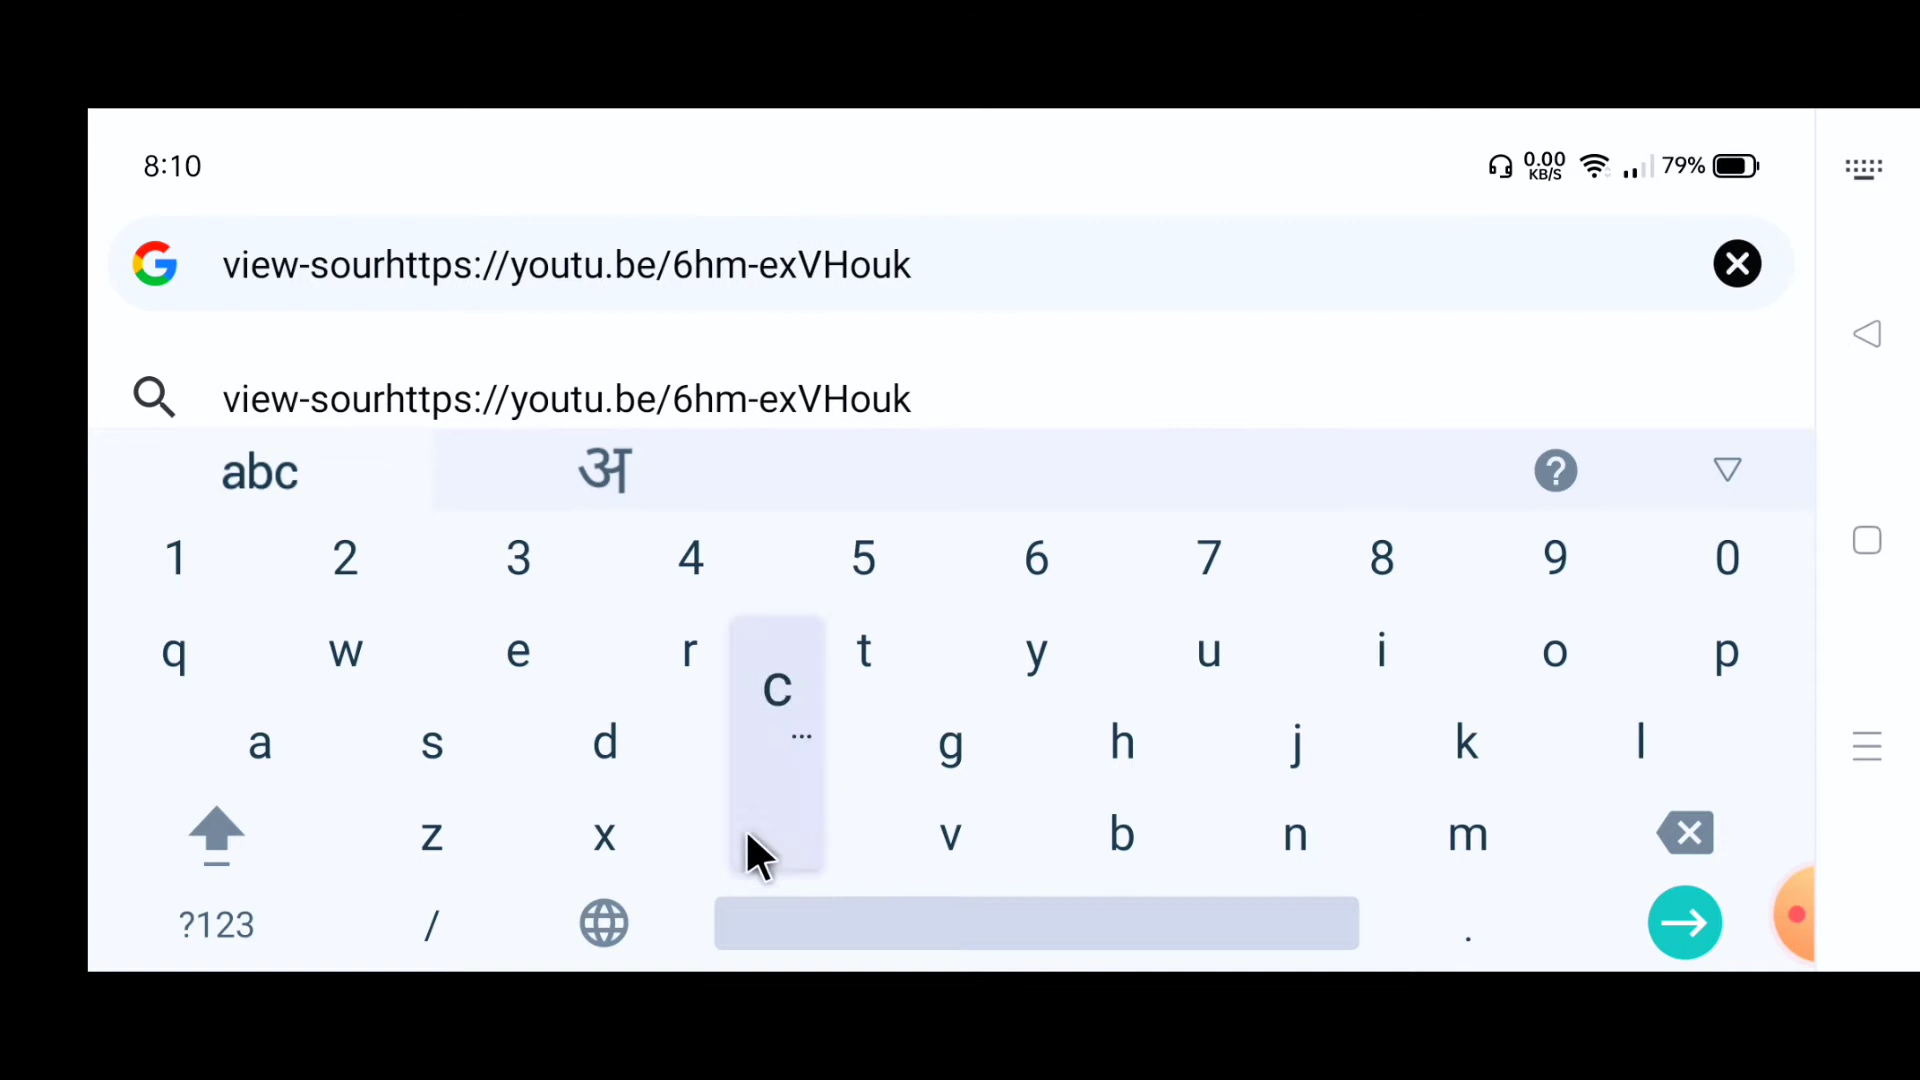 8:10
0.00
KB/S
79%
view-sourhttps://youtu.be/6hm-exVHouk
view-sourhttps://youtu.be/6hm-exVHouk
abc अ ?
1 2 3 4 5 6 7 8 9 0
q w e r t y u i o p
c
...
a s d g h j k l
z x v b n m
?123 / .